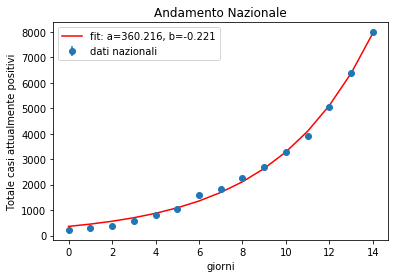 Andamento Nazionale
fit: a=360.216, b=-0.221
dati nazionali
Totale casi attualmente positivi
8000
7000
6000
5000
4000
3000
2000
1000
0
0 2 4 6 8 10 12 14
giorni